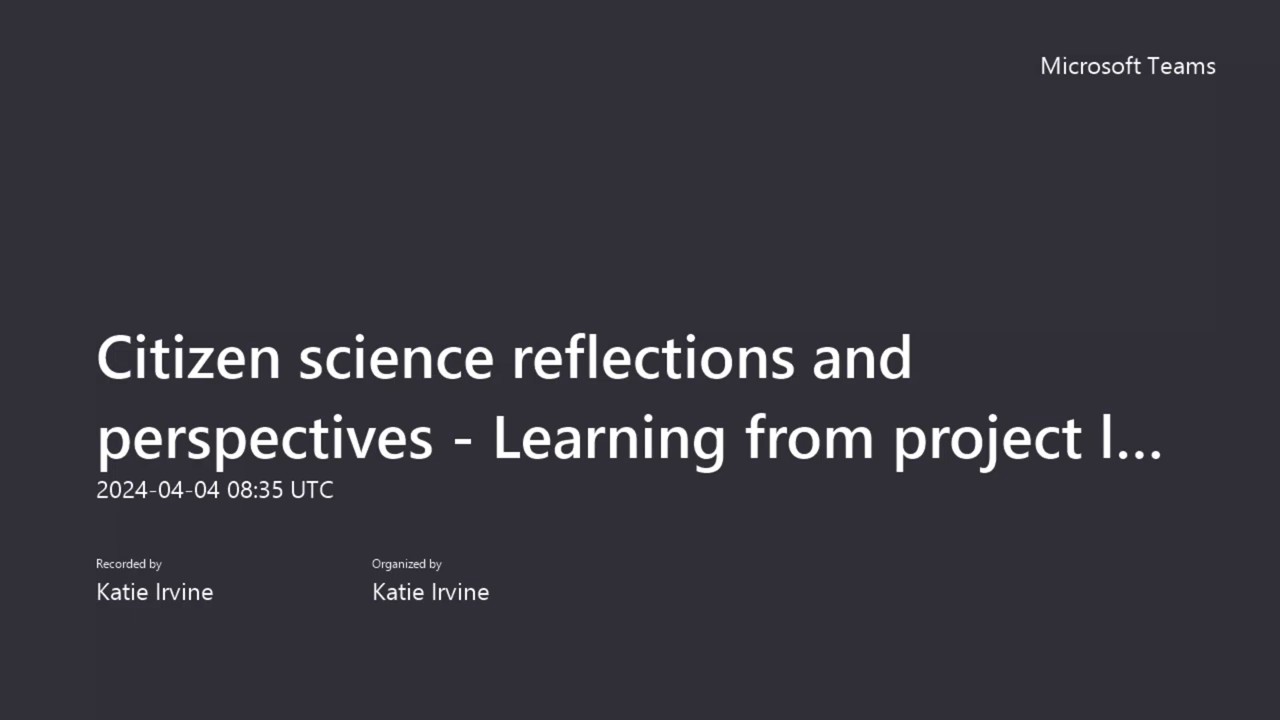 Microsoft Teams
Citizen science reflections and
perspectives - Learning from project l...
2024-04-04 08:35 UTC
Recorded by
Organized by
Katie Irvine
Katie Irvine